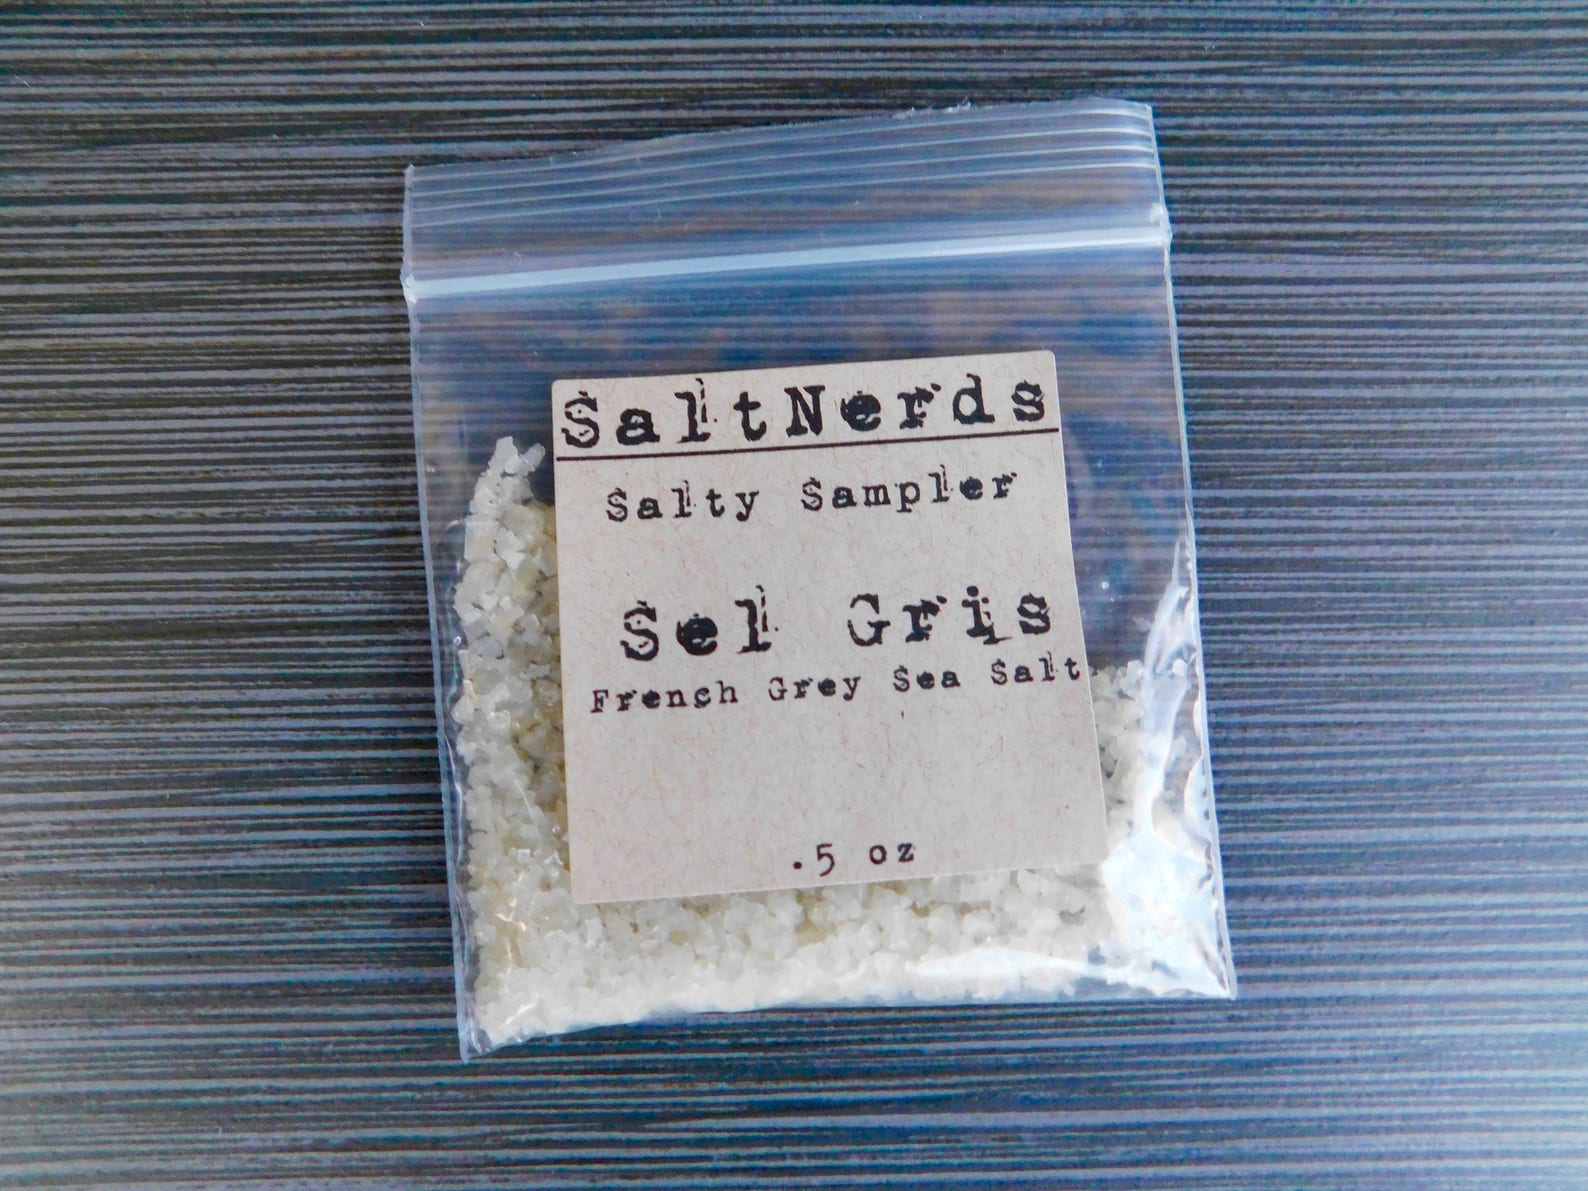 SaltNerds
Salty Sampler
Sel Gris
French Grey Sea Salt
.5 oz